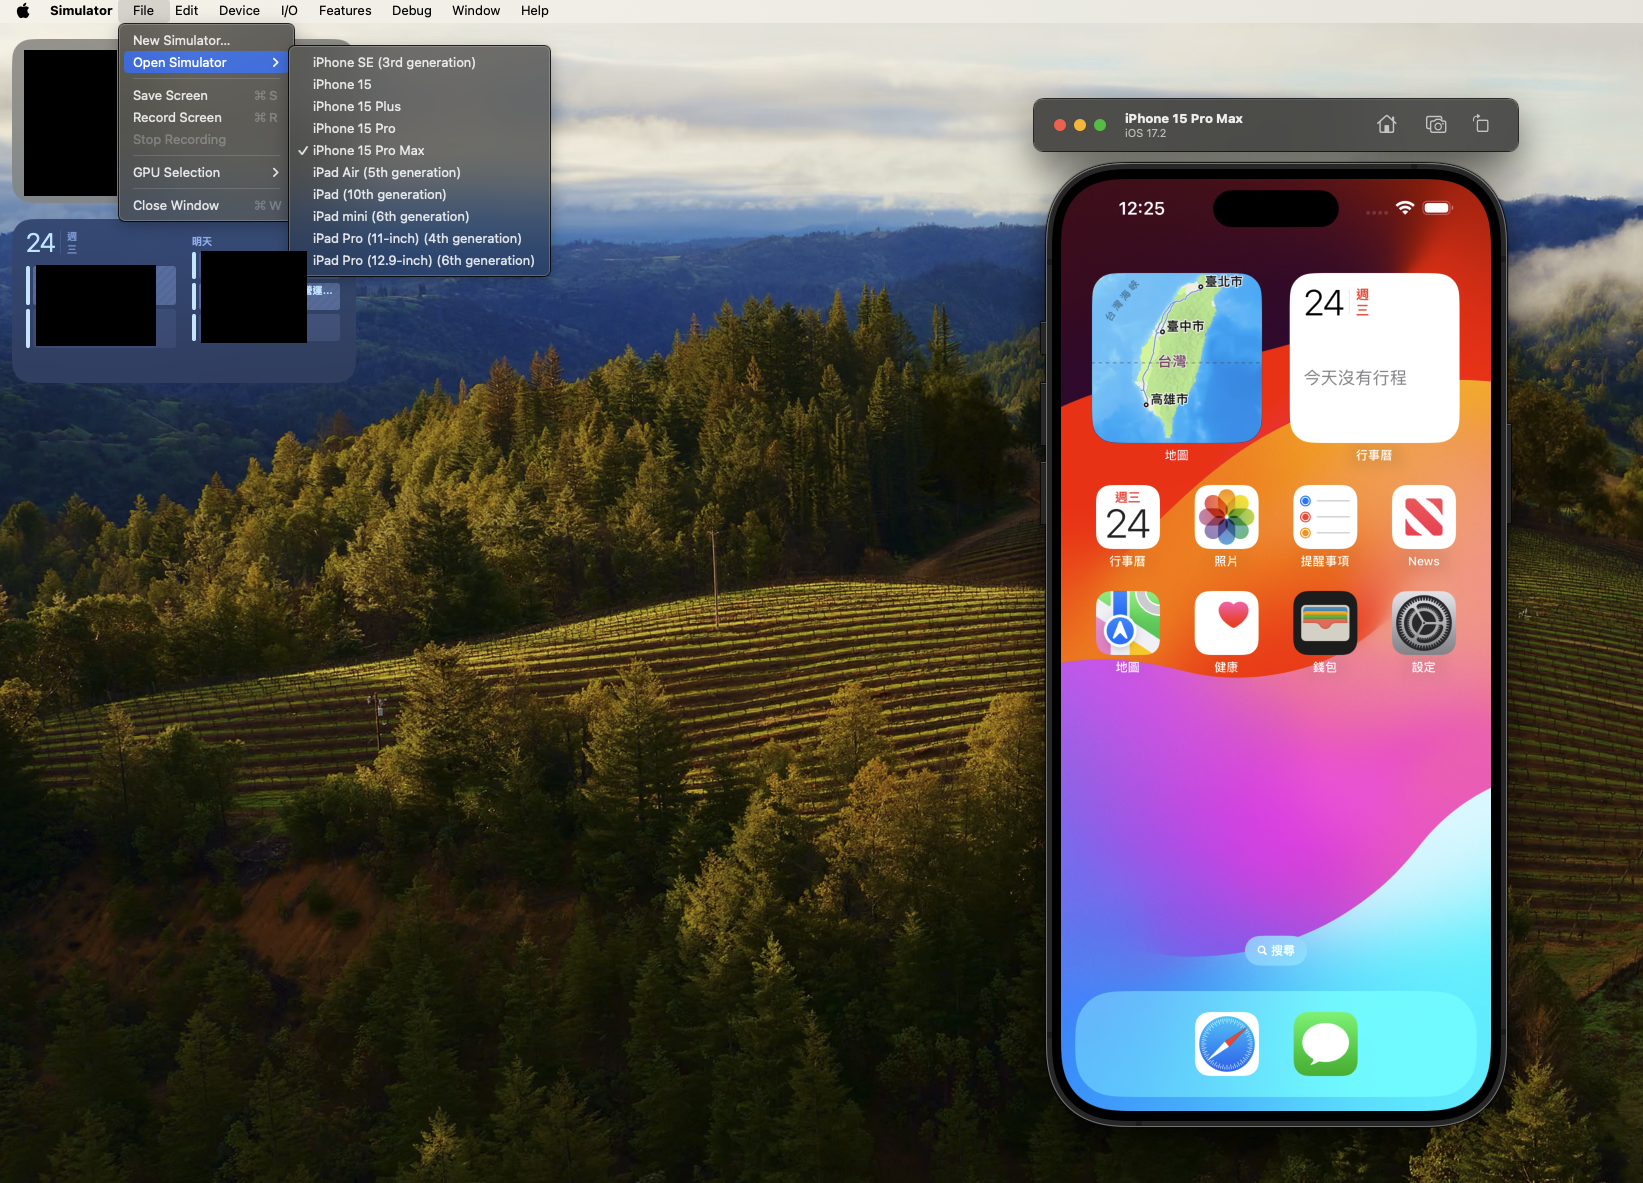 Simulator File Edit Device I/O Features Debug Window Help
New Simulator...
Open Simulator
Save Screen ⌘ S
Record Screen ⌘ R
Stop Recording
GPU Selection
Close Window ⌘ W
iPhone SE (3rd generation)
iPhone 15
iPhone 15 Plus
iPhone 15 Pro
✓ iPhone 15 Pro Max
iPad Air (5th generation)
iPad (10th generation)
iPad mini (6th generation)
iPad Pro (11-inch) (4th generation)
iPad Pro (12.9-inch) (6th generation)
24 週三
明天
運...
iPhone 15 Pro Max
iOS 17.2
12:25
台灣海峽
臺北市
臺中市
台灣
高雄市
地圖
24 週三
今天沒有行程
行事曆
週三
24
行事曆 照片 提醒事項 News
地圖 健康 錢包 設定
搜尋